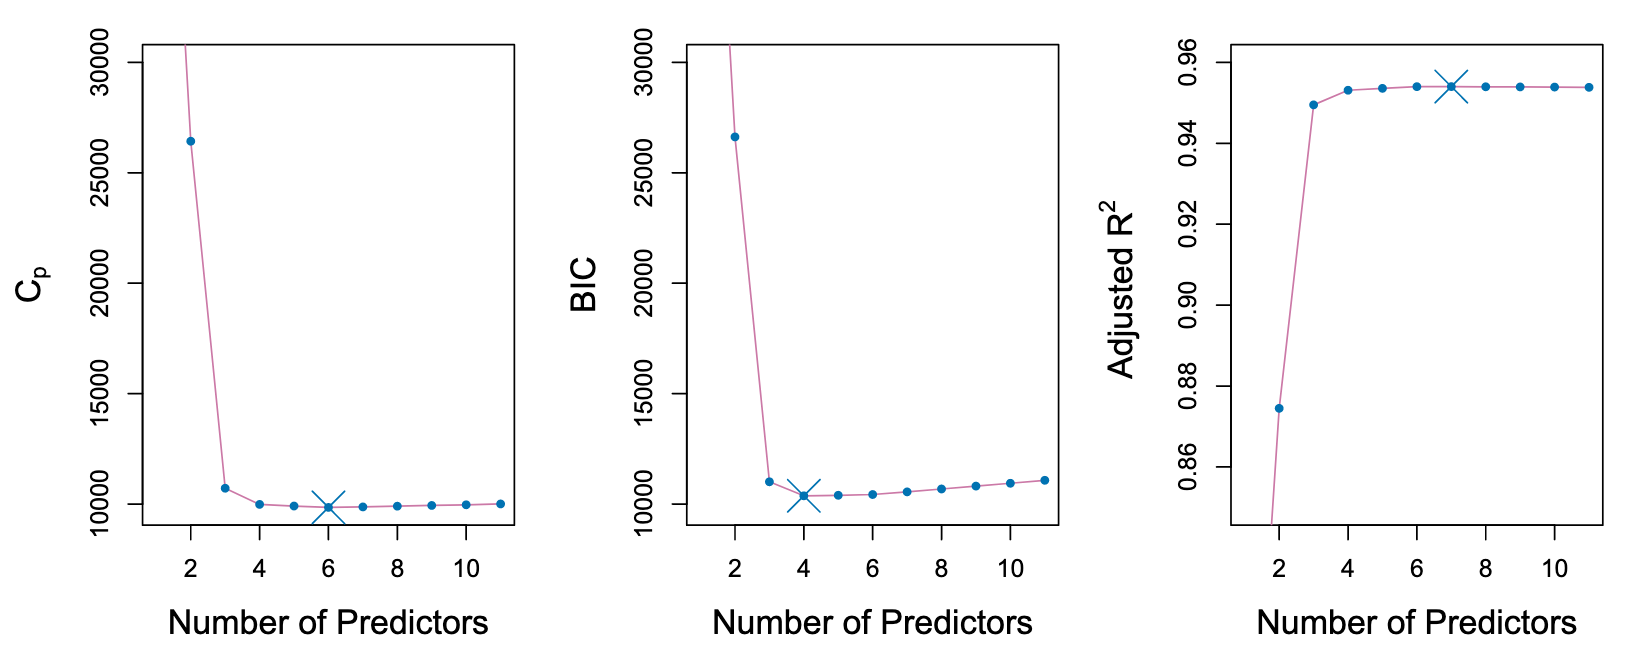 Cp
30000
25000
20000
15000
10000
2 4 6 8 10
Number of Predictors
BIC
30000
25000
20000
15000
10000
2 4 6 8 10
Number of Predictors
Adjusted R²
0.96
0.94
0.92
0.90
0.88
0.86
2 4 6 8 10
Number of Predictors